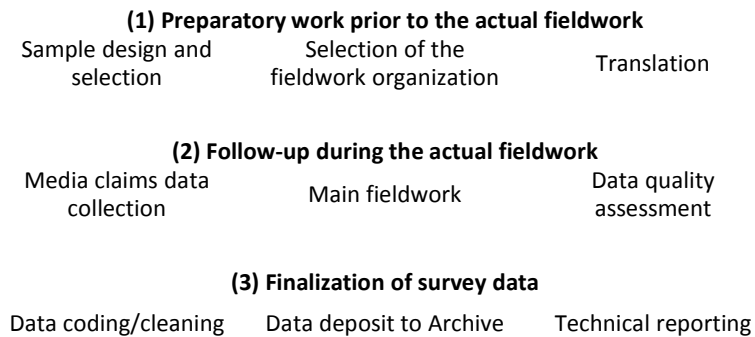 (1) Preparatory work prior to the actual fieldwork
Sample design and selection
Selection of the fieldwork organization
Translation
(2) Follow-up during the actual fieldwork
Media claims data collection
Main fieldwork
Data quality assessment
(3) Finalization of survey data
Data coding/cleaning
Data deposit to Archive
Technical reporting